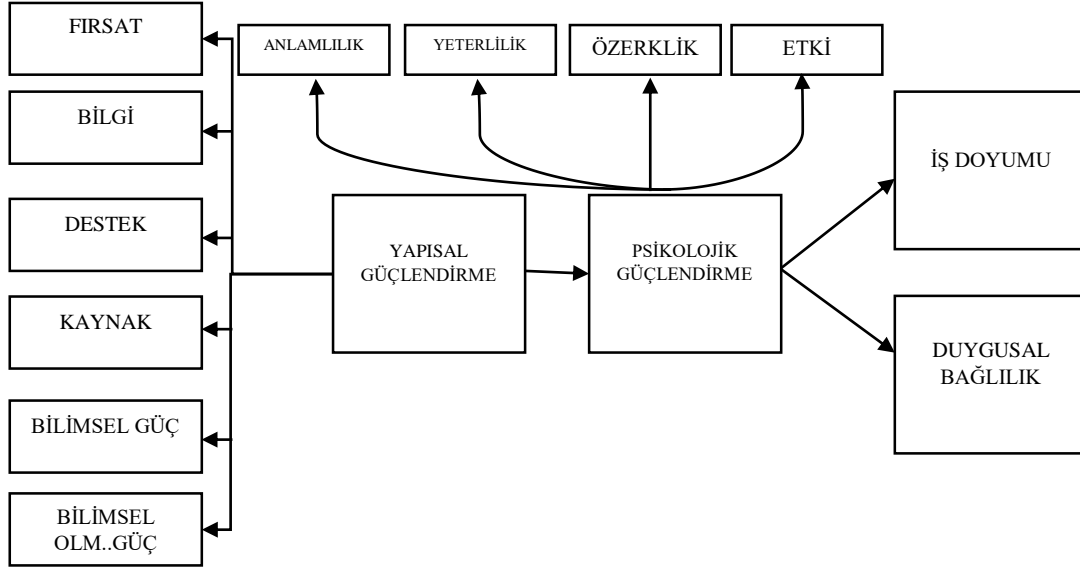 FIRSAT
ANLAMLILIK
YETERLİLİK
ÖZERKLİK
ETKİ
BİLGİ
İŞ DOYUMU
DESTEK
YAPISAL
GÜÇLENDİRME
PSİKOLOJİK
GÜÇLENDİRME
KAYNAK
DUYGUSAL
BAĞLILIK
BİLİMSEL GÜÇ
BİLİMSEL
OLM..GÜÇ